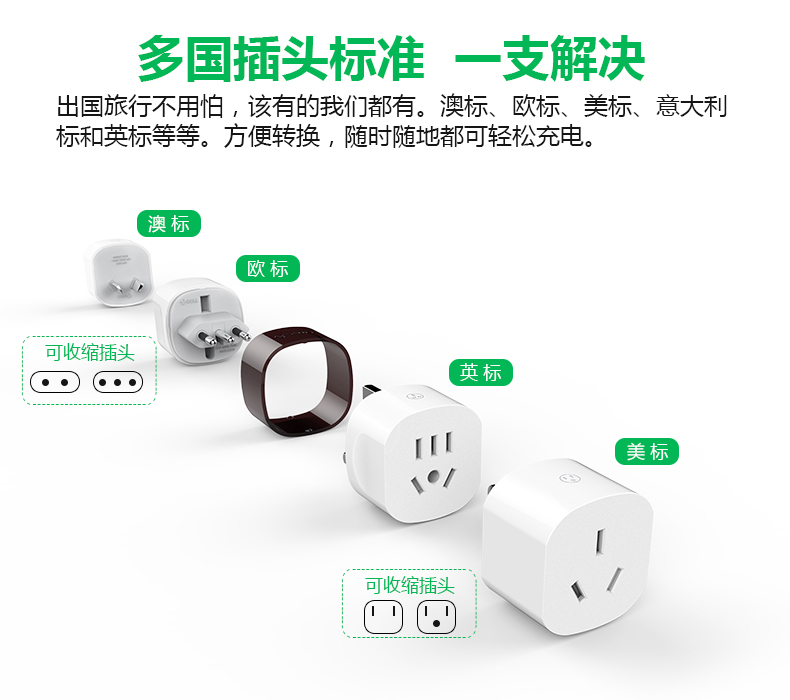 多国插头标准 一支解决
出国旅行不用怕，该有的我们都有。澳标、欧标、美标、意大利
标和英标等等。方便转换，随时随地都可轻松充电。
澳标
欧标
可收缩插头
英标
美标
可收缩插头